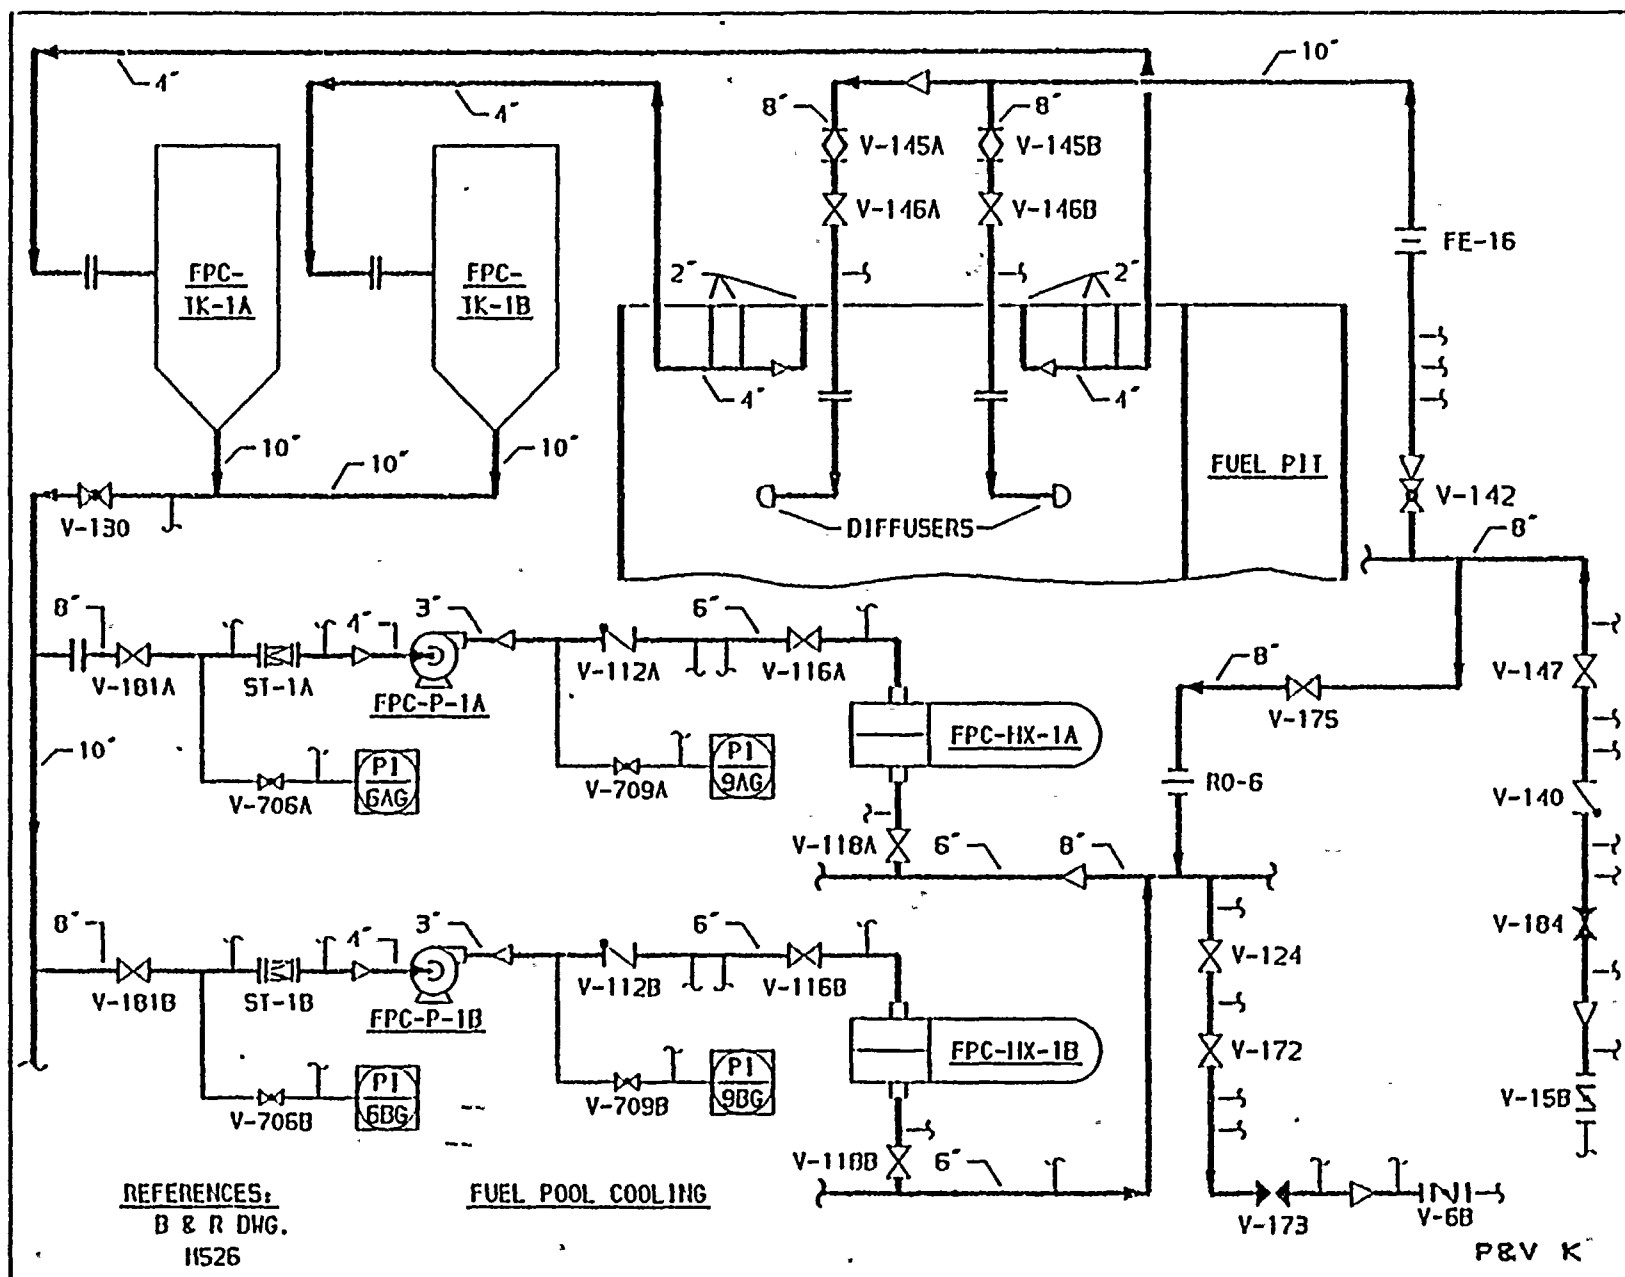 10"
4"
4"
8"
8"
V-145A
V-145B
V-146A
V-146B
FE-16
FPC-
TK-1A
FPC-
TK-1B
2"
2"
4"
4"
10"
10"
10"
FUEL PIT
V-142
V-130
DIFFUSERS
8"
8"
4"
3"
6"
V-181A
ST-1A
FPC-P-1A
V-112A
V-116A
8"
V-147
V-175
10"
FPC-HX-1A
PI
6AG
PI
9AG
V-706A
V-709A
RO-6
V-140
V-118A
6"
8"
8"
4"
3"
6"
V-184
V-181B
ST-1B
FPC-P-1B
V-112B
V-116B
V-124
FPC-HX-1B
V-172
PI
6BG
PI
9BG
V-706B
V-709B
V-15B
V-118B
6"
REFERENCES:
B & R DWG.
M526
FUEL POOL COOLING
V-173
V-6B
P&V K